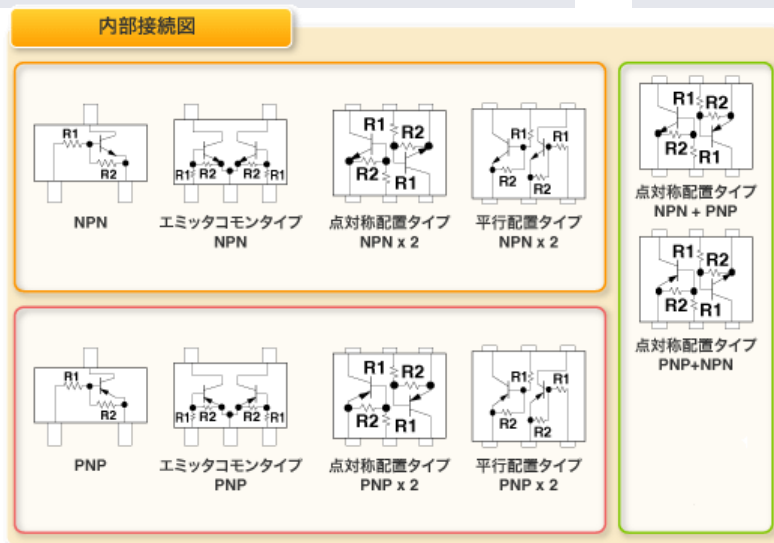 内部接続図
R1
R2
NPN
R1 R2 R2 R1
エミッタコモンタイプ
NPN
R1 R2
R2 R1
点対称配置タイプ
NPN x 2
R1 R1
R2 R2
平行配置タイプ
NPN x 2
R1
R2
PNP
R1 R2 R2 R1
エミッタコモンタイプ
PNP
R1 R2
R2 R1
点対称配置タイプ
PNP x 2
R1 R1
R2 R2
平行配置タイプ
PNP x 2
R1 R2
R2 R1
点対称配置タイプ
NPN + PNP
R1 R2
R2 R1
点対称配置タイプ
PNP+NPN